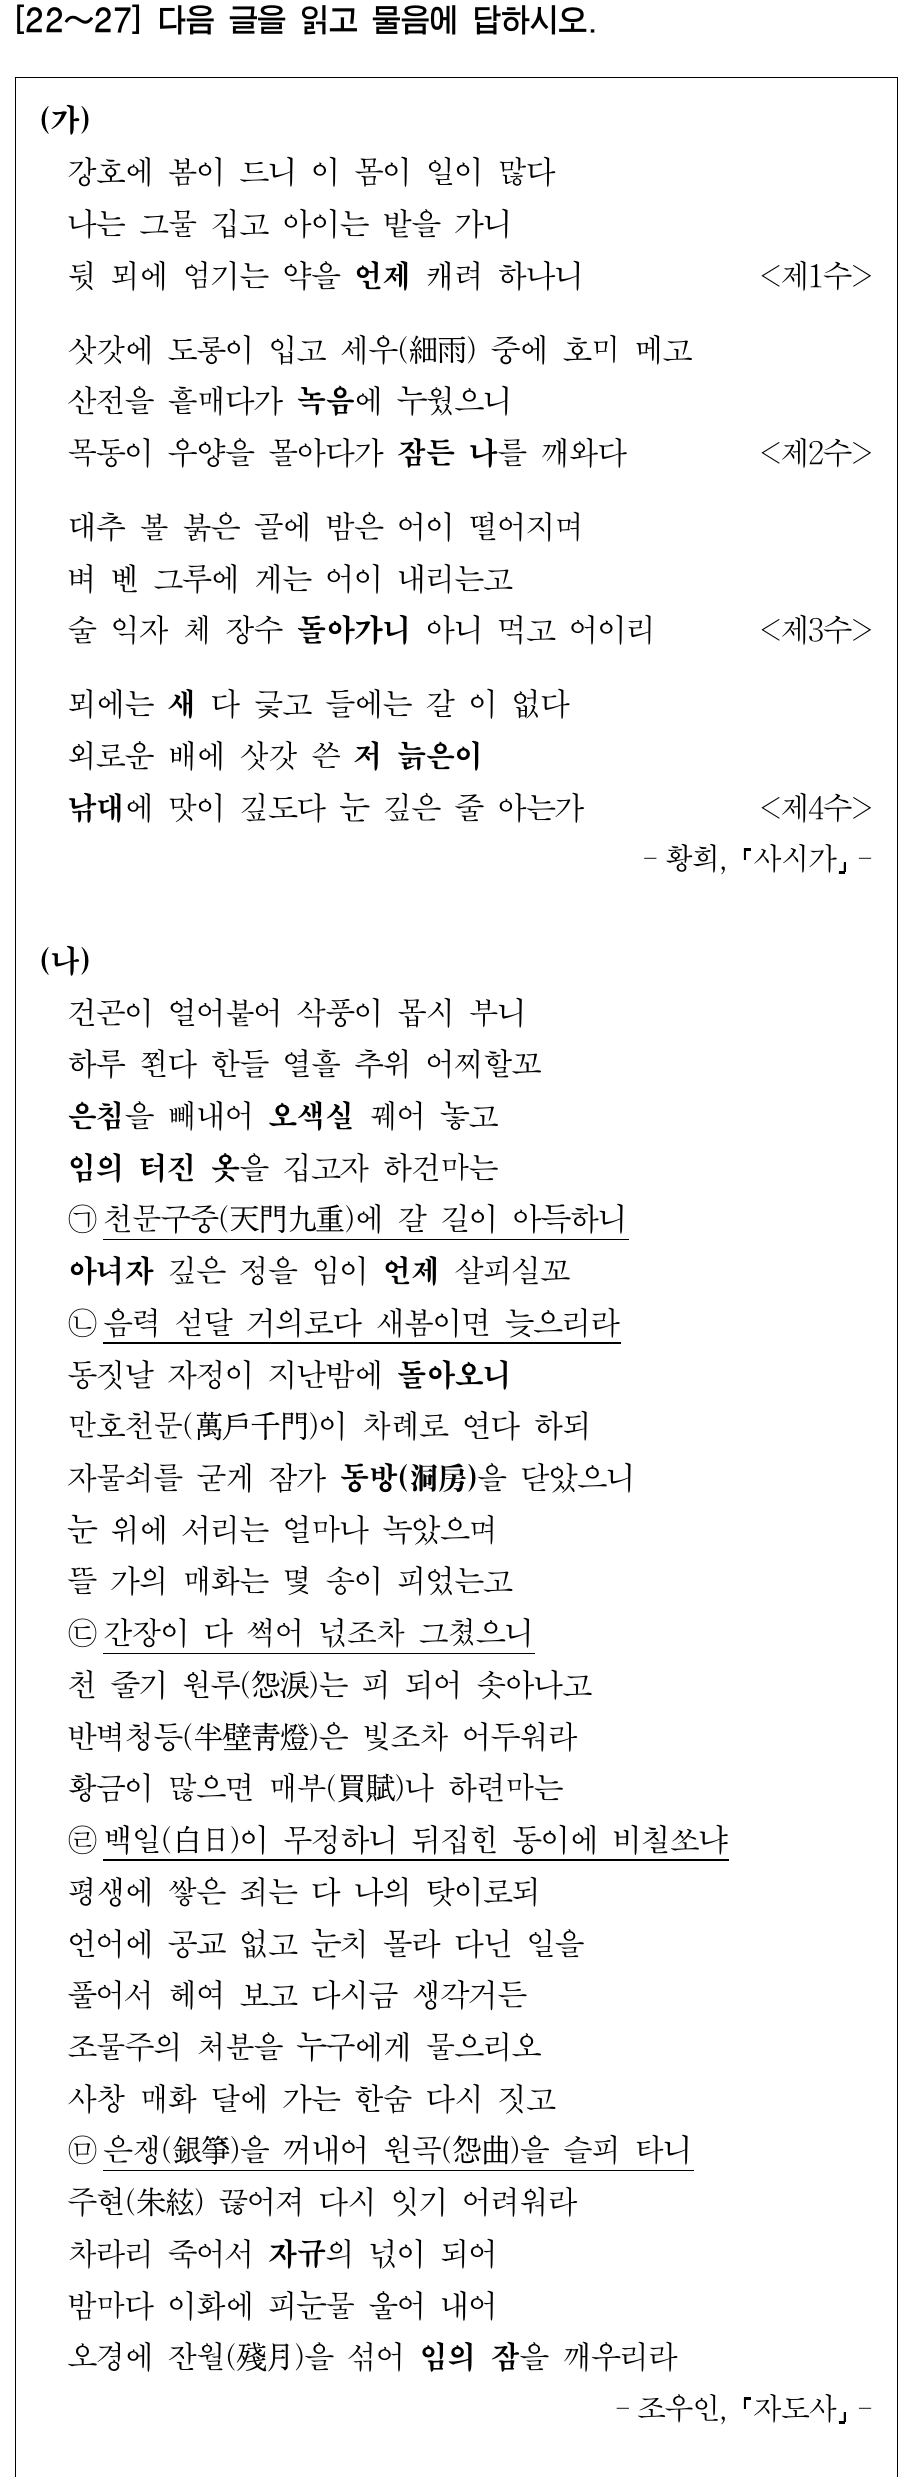 [22～27] 다음 글을 읽고 물음에 답하시오.
(가)
강호에 봄이 드니 이 몸이 일이 많다
나는 그물 깁고 아이는 밭을 가니
뒷 뫼에 엄기는 약을 언제 캐려 하나니 <제1수>
삿갓에 도롱이 입고 세우(細雨) 중에 호미 메고
산전을 흩매다가 녹음에 누웠으니
목동이 우양을 몰아다가 잠든 나를 깨와다 <제2수>
대추 볼 붉은 골에 밤은 어이 떨어지며
벼 벤 그루에 게는 어이 내리는고
술 익자 체 장수 돌아가니 아니 먹고 어이리 <제3수>
뫼에는 새 다 긏고 들에는 갈 이 없다
외로운 배에 삿갓 쓴 저 늙은이
낚대에 맛이 깊도다 눈 깊은 줄 아는가 <제4수>
- 황희, 「사시가」 -
(나)
건곤이 얼어붙어 삭풍이 몹시 부니
하루 쬔다 한들 열흘 추위 어찌할꼬
은침을 빼내어 오색실 꿰어 놓고
임의 터진 옷을 깁고자 하건마는
㉠ 천문구중(天門九重)에 갈 길이 아득하니
아녀자 깊은 정을 임이 언제 살피실꼬
㉡ 음력 섣달 거의로다 새봄이면 늦으리라
동짓날 자정이 지난밤에 돌아오니
만호천문(萬戶千門)이 차례로 연다 하되
자물쇠를 굳게 잠가 동방(洞房)을 닫았으니
눈 위에 서리는 얼마나 녹았으며
뜰 가의 매화는 몇 송이 피었는고
㉢ 간장이 다 썩어 넋조차 그쳤으니
천 줄기 원루(怨淚)는 피 되어 솟아나고
반벽청등(半壁靑燈)은 빛조차 어두워라
황금이 많으면 매부(買賦)나 하련마는
㉣ 백일(白日)이 무정하니 뒤집힌 동이에 비칠쏘냐
평생에 쌓은 죄는 다 나의 탓이로되
언어에 공교 없고 눈치 몰라 다닌 일을
풀어서 헤여 보고 다시금 생각거든
조물주의 처분을 누구에게 물으리오
사창 매화 달에 가는 한숨 다시 짓고
㉤ 은쟁(銀箏)을 꺼내어 원곡(怨曲)을 슬피 타니
주현(朱絃) 끊어져 다시 잇기 어려워라
차라리 죽어서 자규의 넋이 되어
밤마다 이화에 피눈물 울어 내어
오경에 잔월(殘月)을 섞어 임의 잠을 깨우리라
- 조우인, 「자도사」 -